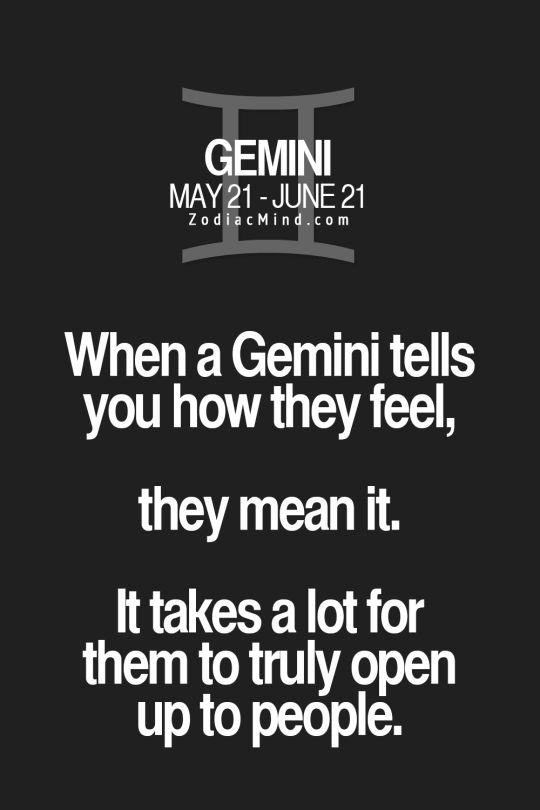 GEMINI
MAY 21 - JUNE 21
ZodiacMind.com
When a Gemini tells
you how they feel,
they mean it.
It takes a lot for
them to truly open
up to people.